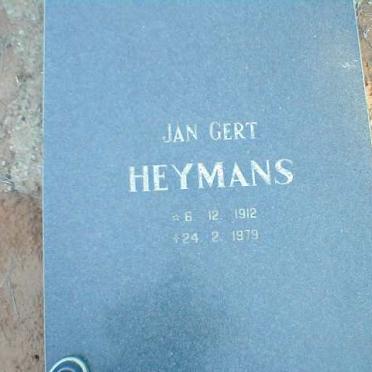 JAN GERT
HEYMANS
☆ 6. 12. 1912
✝ 24. 2. 1979